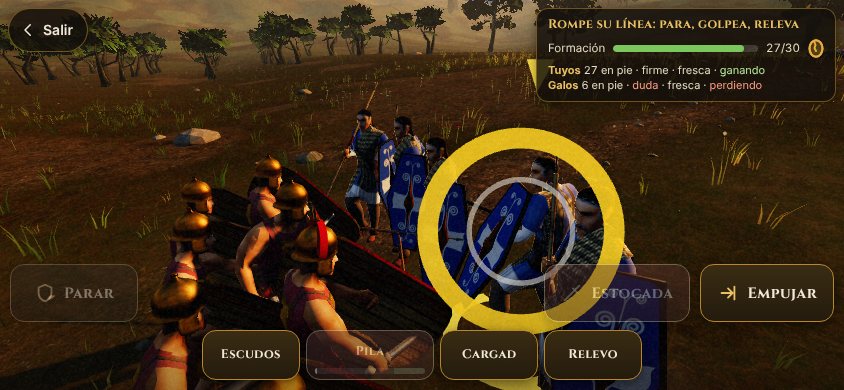 Salir
Rompe su línea: para, golpea, releva
Formación 27/30
Tuyos 27 en pie · firme · fresca · ganando
Galos 6 en pie · duda · fresca · perdiendo
Parar
Estocada
Empujar
Escudos
Pila
Cargad
Relevo